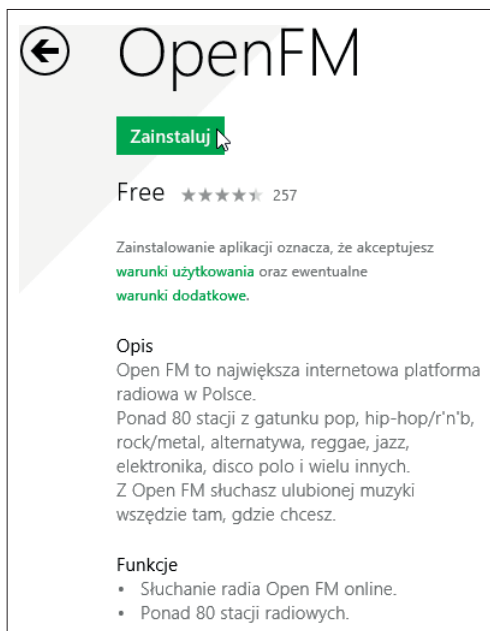 OpenFM
Zainstaluj
Free 257
Zainstalowanie aplikacji oznacza, że akceptujesz
warunki użytkowania oraz ewentualne
warunki dodatkowe.
Opis
Open FM to największa internetowa platforma
radiowa w Polsce.
Ponad 80 stacji z gatunku pop, hip-hop/r'n'b,
rock/metal, alternatywa, reggae, jazz,
elektronika, disco polo i wielu innych.
Z Open FM słuchasz ulubionej muzyki
wszędzie tam, gdzie chcesz.
Funkcje
• Słuchanie radia Open FM online.
• Ponad 80 stacji radiowych.